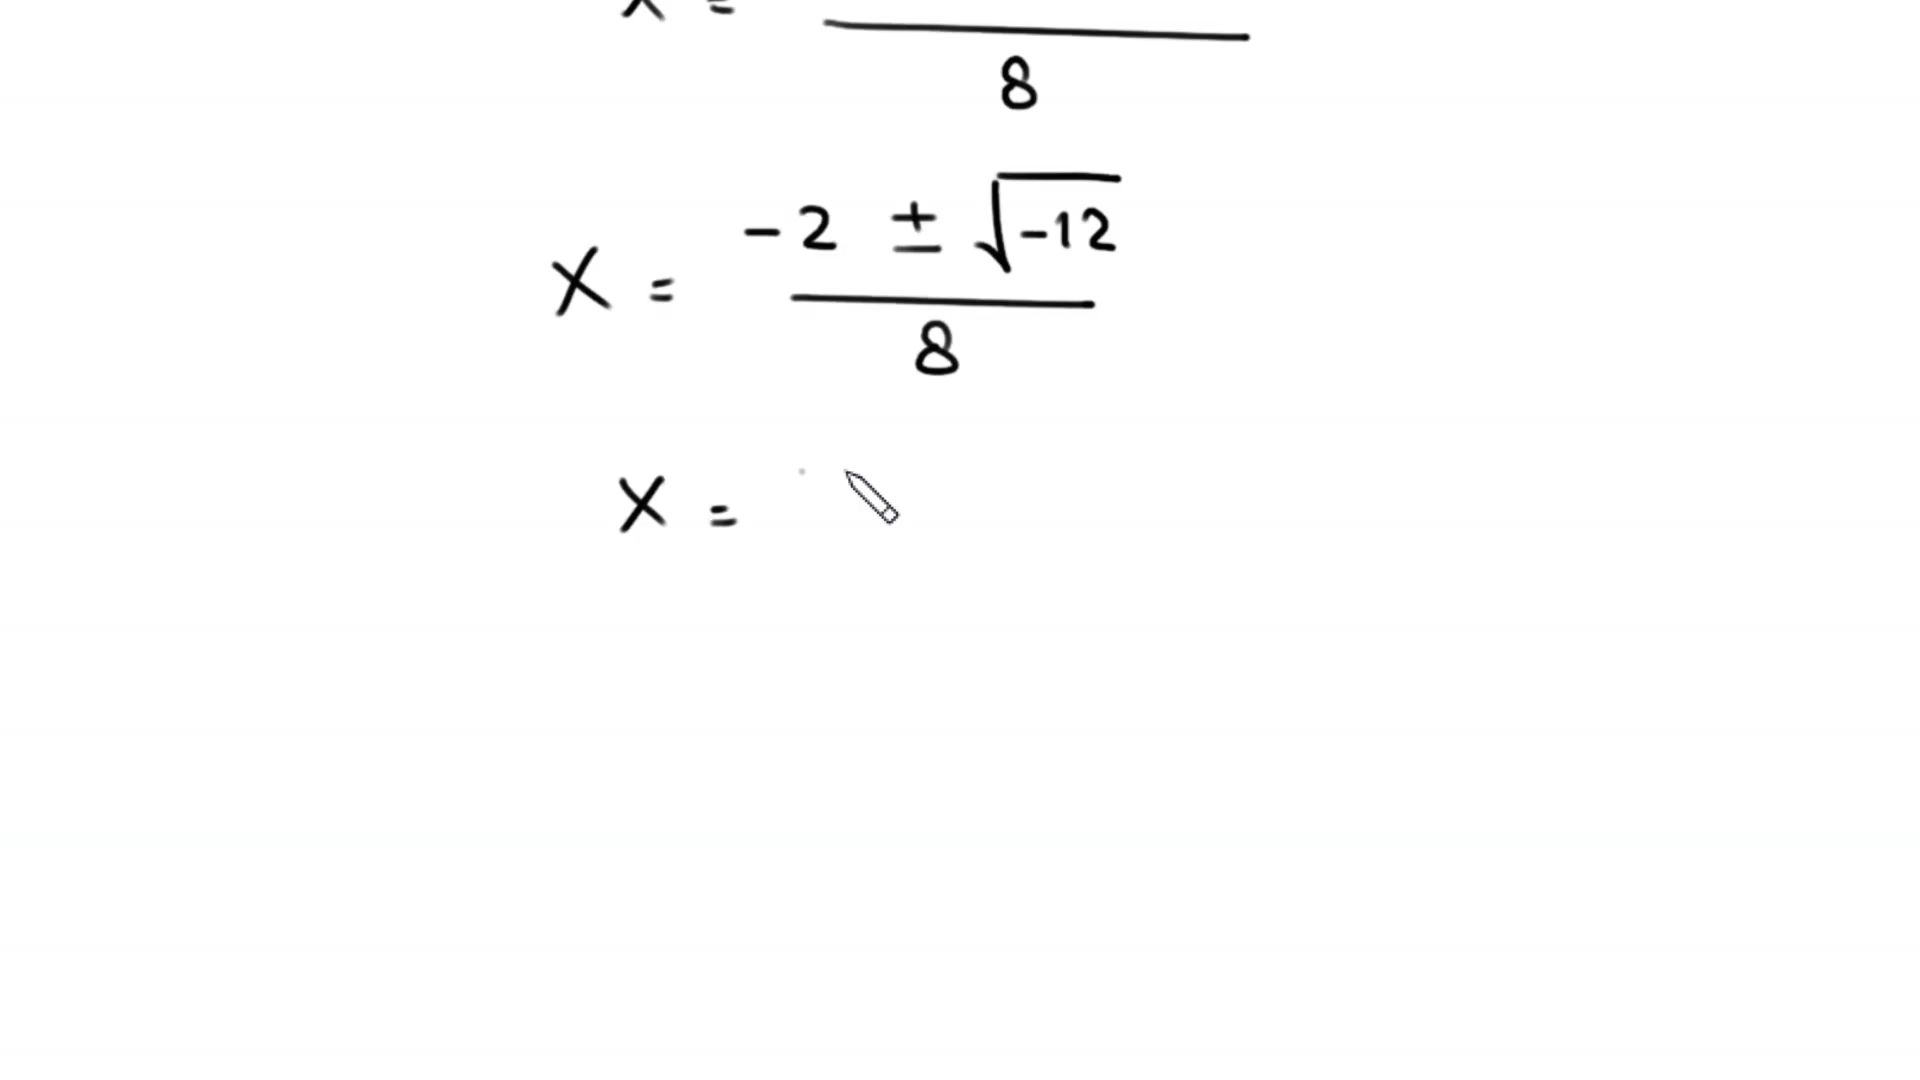 x =
8
x = -2 ± √-12
8
x =